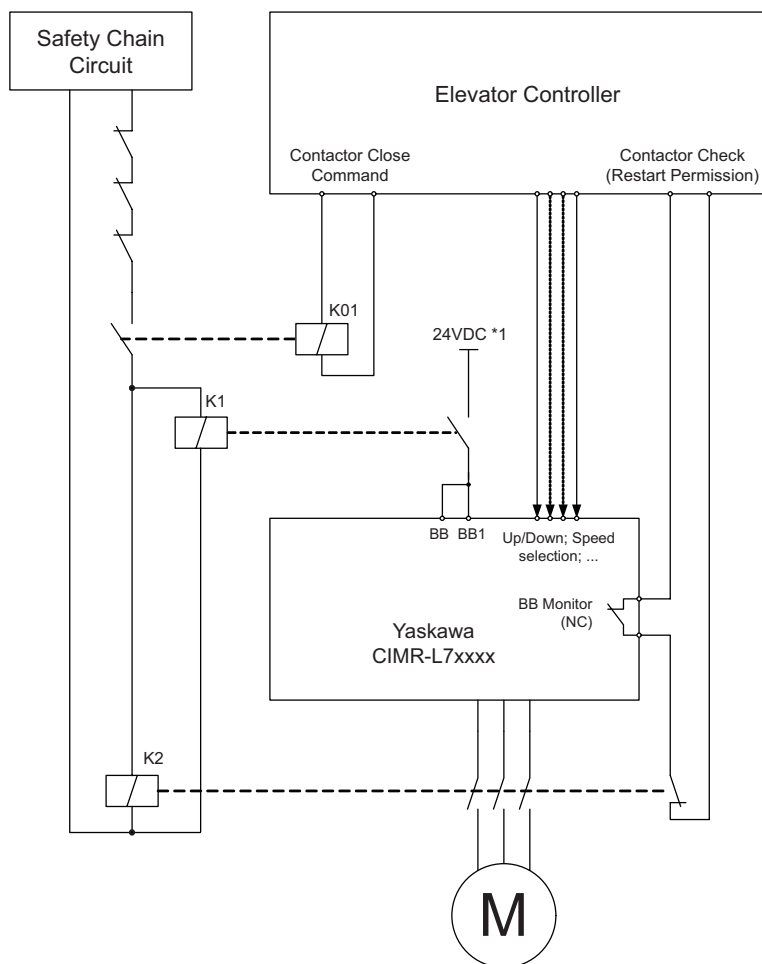 Safety Chain
Circuit
Elevator Controller
Contactor Close
Command
Contactor Check
(Restart Permission)
K01
24VDC *1
K1
BB
BB1
Up/Down; Speed
selection; ...
BB Monitor
(NC)
Yaskawa
CIMR-L7xxxx
K2
M